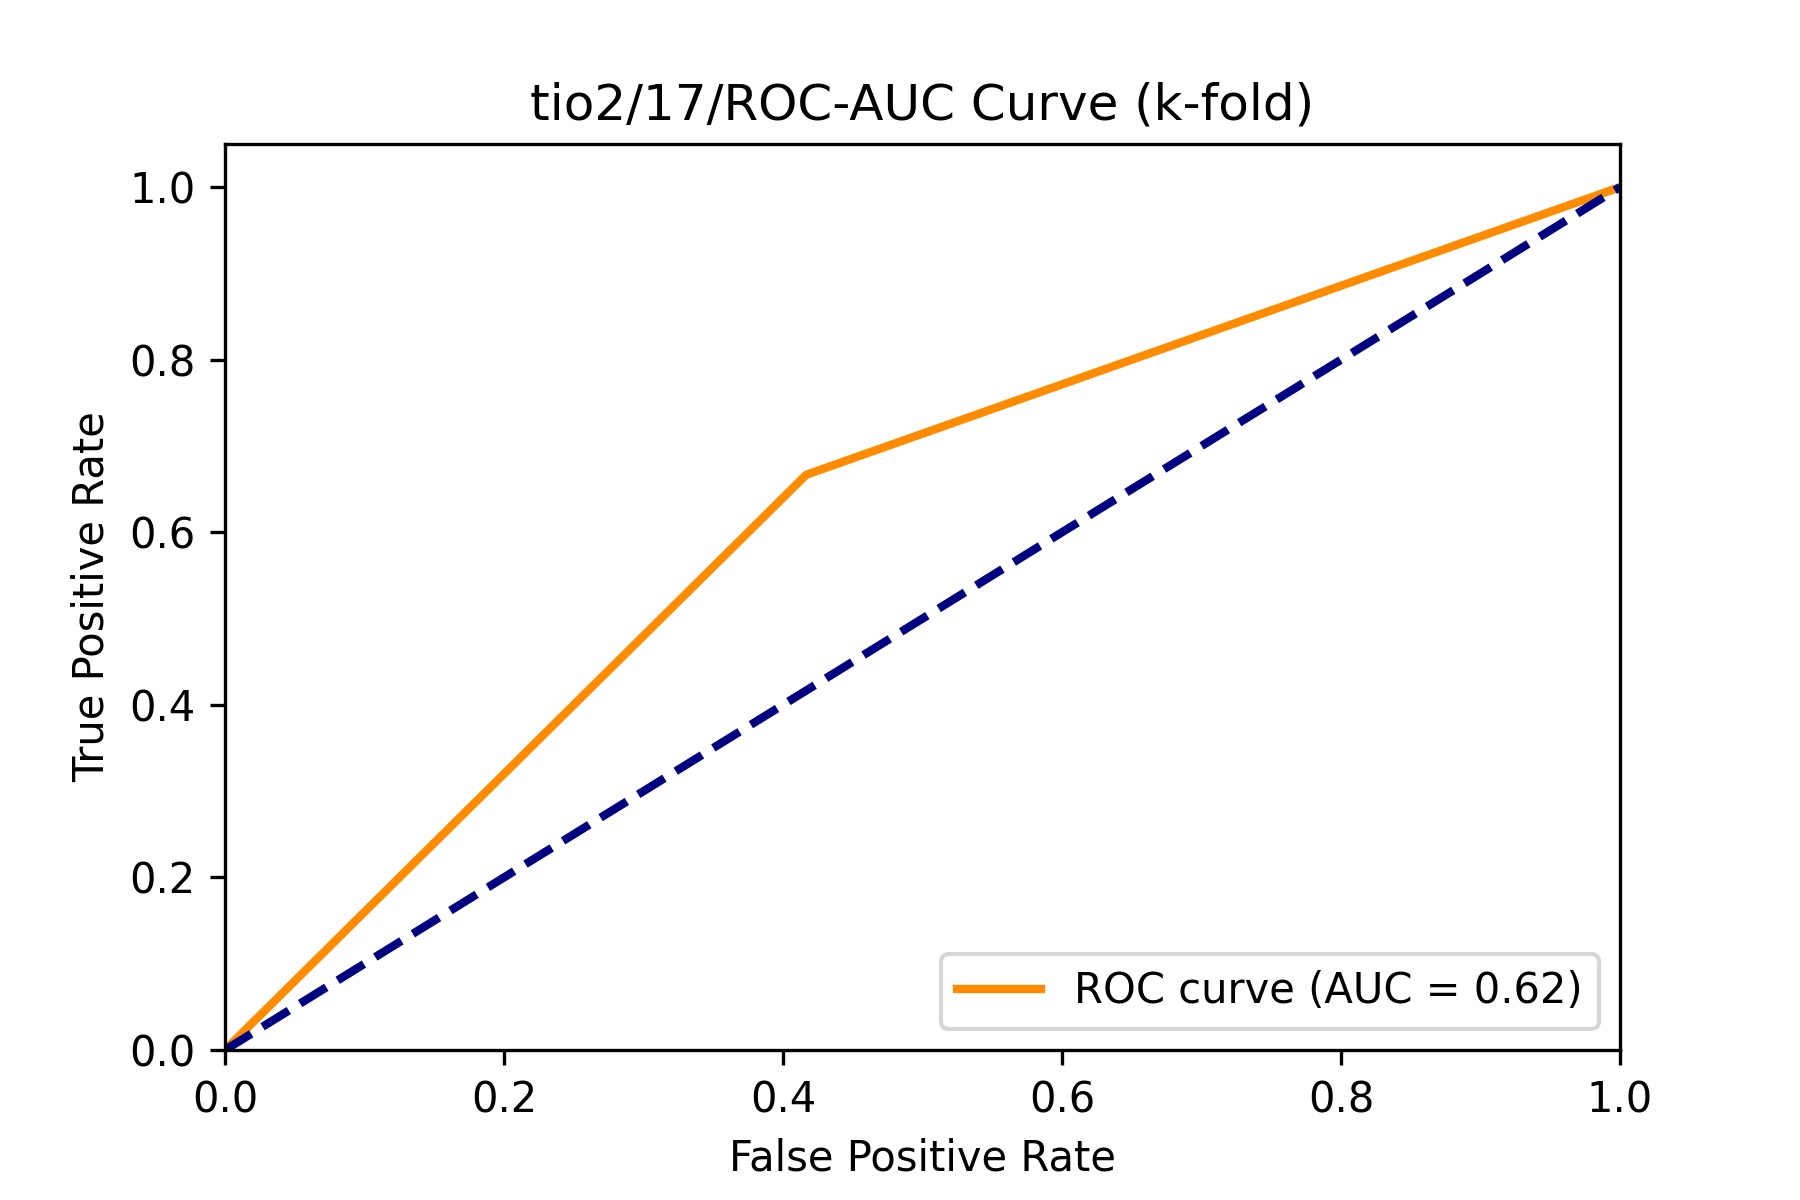 tio2/17/ROC-AUC Curve (k-fold)
1.0
0.8
0.6
0.4
0.2
0.0
True Positive Rate
ROC curve (AUC = 0.62)
0.0 0.2 0.4 0.6 0.8 1.0
False Positive Rate